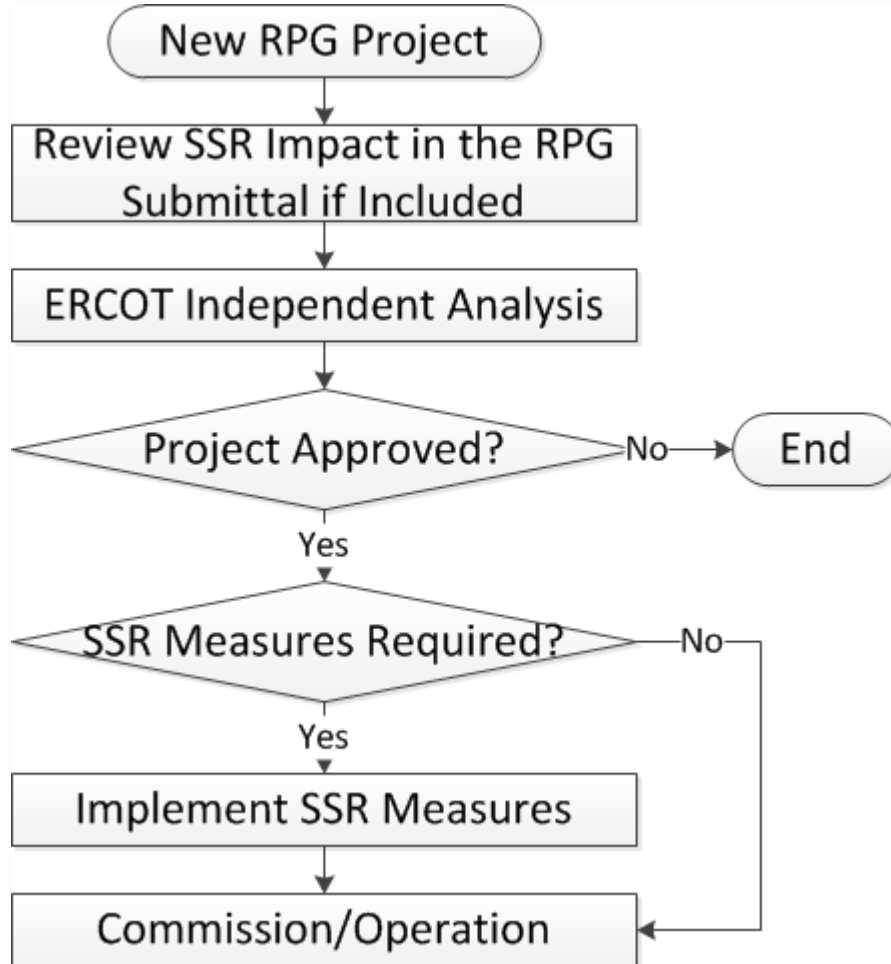 New RPG Project
Review SSR Impact in the RPG
Submittal if Included
ERCOT Independent Analysis
Project Approved?
No
End
Yes
SSR Measures Required?
No
Yes
Implement SSR Measures
Commission/Operation